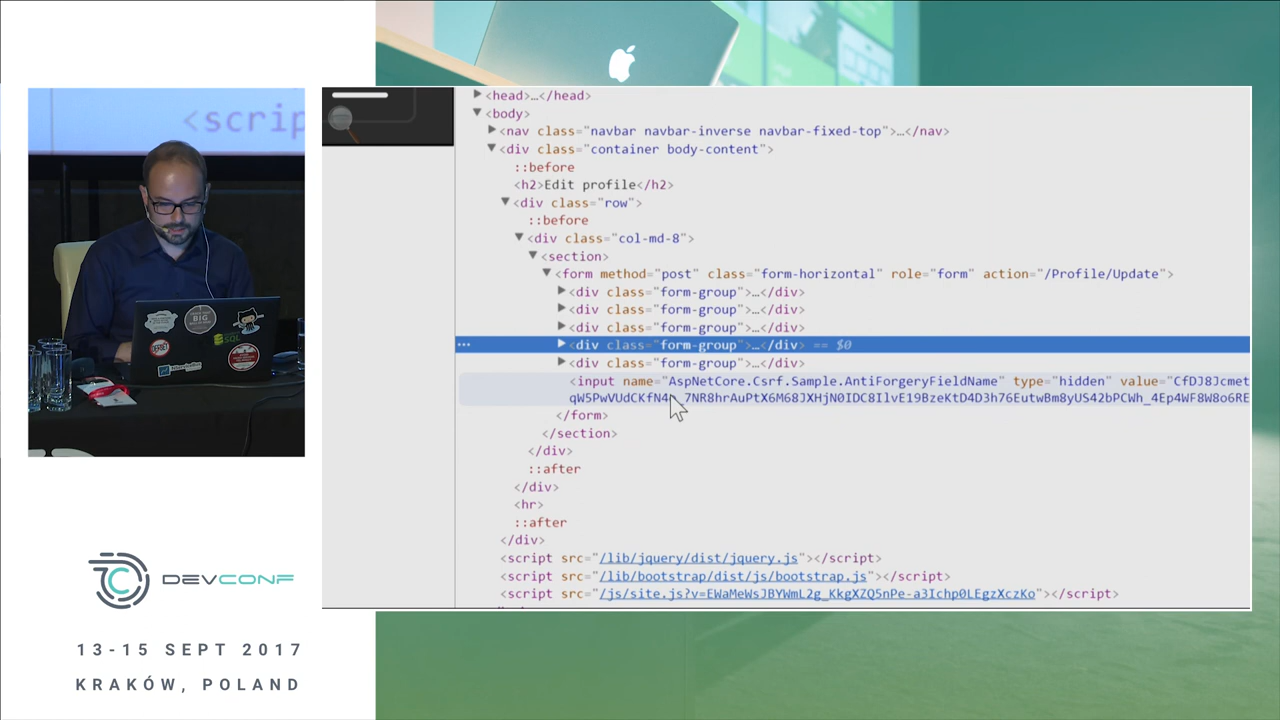 <scrip
BIG
SQL
DEVCONF
13-15 SEPT 2017
KRAKÓW, POLAND
<head>…</head>
<body>
<nav class="navbar navbar-inverse navbar-fixed-top">…</nav>
<div class="container body-content">
::before
<h2>Edit profile</h2>
<div class="row">
::before
<div class="col-md-8">
<section>
<form method="post" class="form-horizontal" role="form" action="/Profile/Update">
<div class="form-group">…</div>
<div class="form-group">…</div>
<div class="form-group">…</div>
<div class="form-group">…</div> == $0
<div class="form-group">…</div>
<input name="AspNetCore.Csrf.Sample.AntiForgeryFieldName" type="hidden" value="CfDJ8Jcmet
</form>
</section>
</div>
::after
</div>
<hr>
::after
</div>
<script src="/lib/jquery/dist/jquery.js"></script>
<script src="/lib/bootstrap/dist/js/bootstrap.js"></script>
<script src="/js/site.js?v=EWaMeWsJBYWmL2g_KkgXZQ5nPe-a3Ichp0LEgzXczKo"></script>